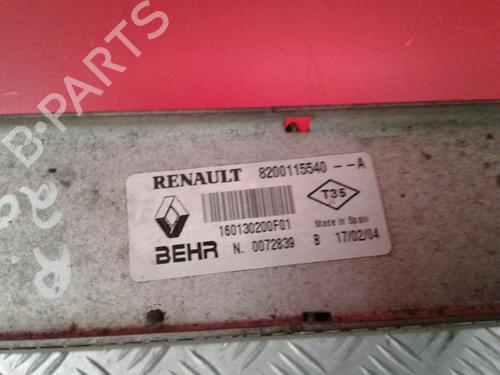 B-PARTS
RENAULT 8200115540--A
T35
160130200F01
Made in Spain
BEHR N. 0072839 B 17/02/04